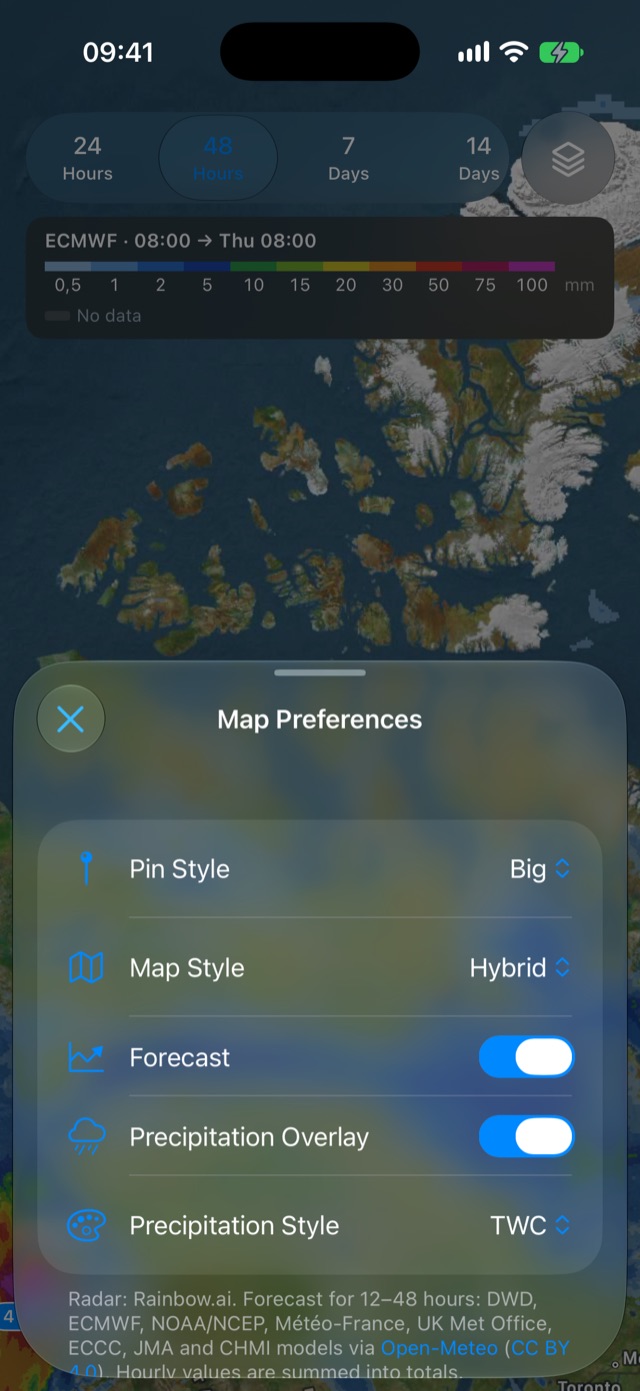 09:41
24 48 7 14
Hours Hours Days Days
ECMWF · 08:00 → Thu 08:00
0,5 1 2 5 10 15 20 30 50 75 100 mm
No data
Map Preferences
Pin Style Big
Map Style Hybrid
Forecast
Precipitation Overlay
Precipitation Style TWC
Radar: Rainbow.ai. Forecast for 12–48 hours: DWD,
ECMWF, NOAA/NCEP, Météo-France, UK Met Office,
ECCC, JMA and CHMI models via Open-Meteo (CC BY
4.0). Hourly values are summed into totals.
4
Toronto